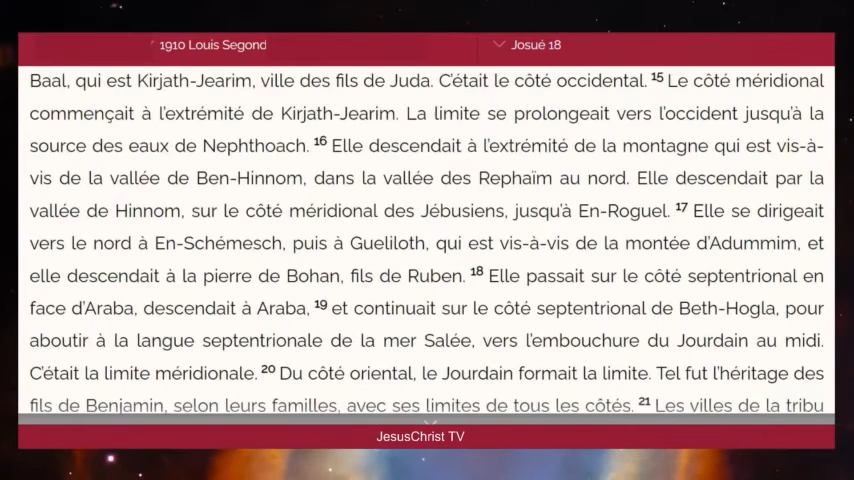 1910 Louis Segond
Josué 18
Baal, qui est Kirjath-Jearim, ville des fils de Juda. C'était le côté occidental. 15 Le côté méridional
commençait à l'extrémité de Kirjath-Jearim. La limite se prolongeait vers l'occident jusqu'à la
source des eaux de Nephthoach. 16 Elle descendait à l'extrémité de la montagne qui est vis-à-
vis de la vallée de Ben-Hinnom, dans la vallée des Rephaïm au nord. Elle descendait par la
vallée de Hinnom, sur le côté méridional des Jébusiens, jusqu'à En-Roguel. 17 Elle se dirigeait
vers le nord à En-Schémesch, puis à Gueliloth, qui est vis-à-vis de la montée d'Adummim, et
elle descendait à la pierre de Bohan, fils de Ruben. 18 Elle passait sur le côté septentrional en
face d'Araba, descendait à Araba, 19 et continuait sur le côté septentrional de Beth-Hogla, pour
aboutir à la langue septentrionale de la mer Salée, vers l'embouchure du Jourdain au midi.
C'était la limite méridionale. 20 Du côté oriental, le Jourdain formait la limite. Tel fut l'héritage des
fils de Benjamin, selon leurs familles, avec ses limites de tous les côtés. 21 Les villes de la tribu
JesusChrist TV